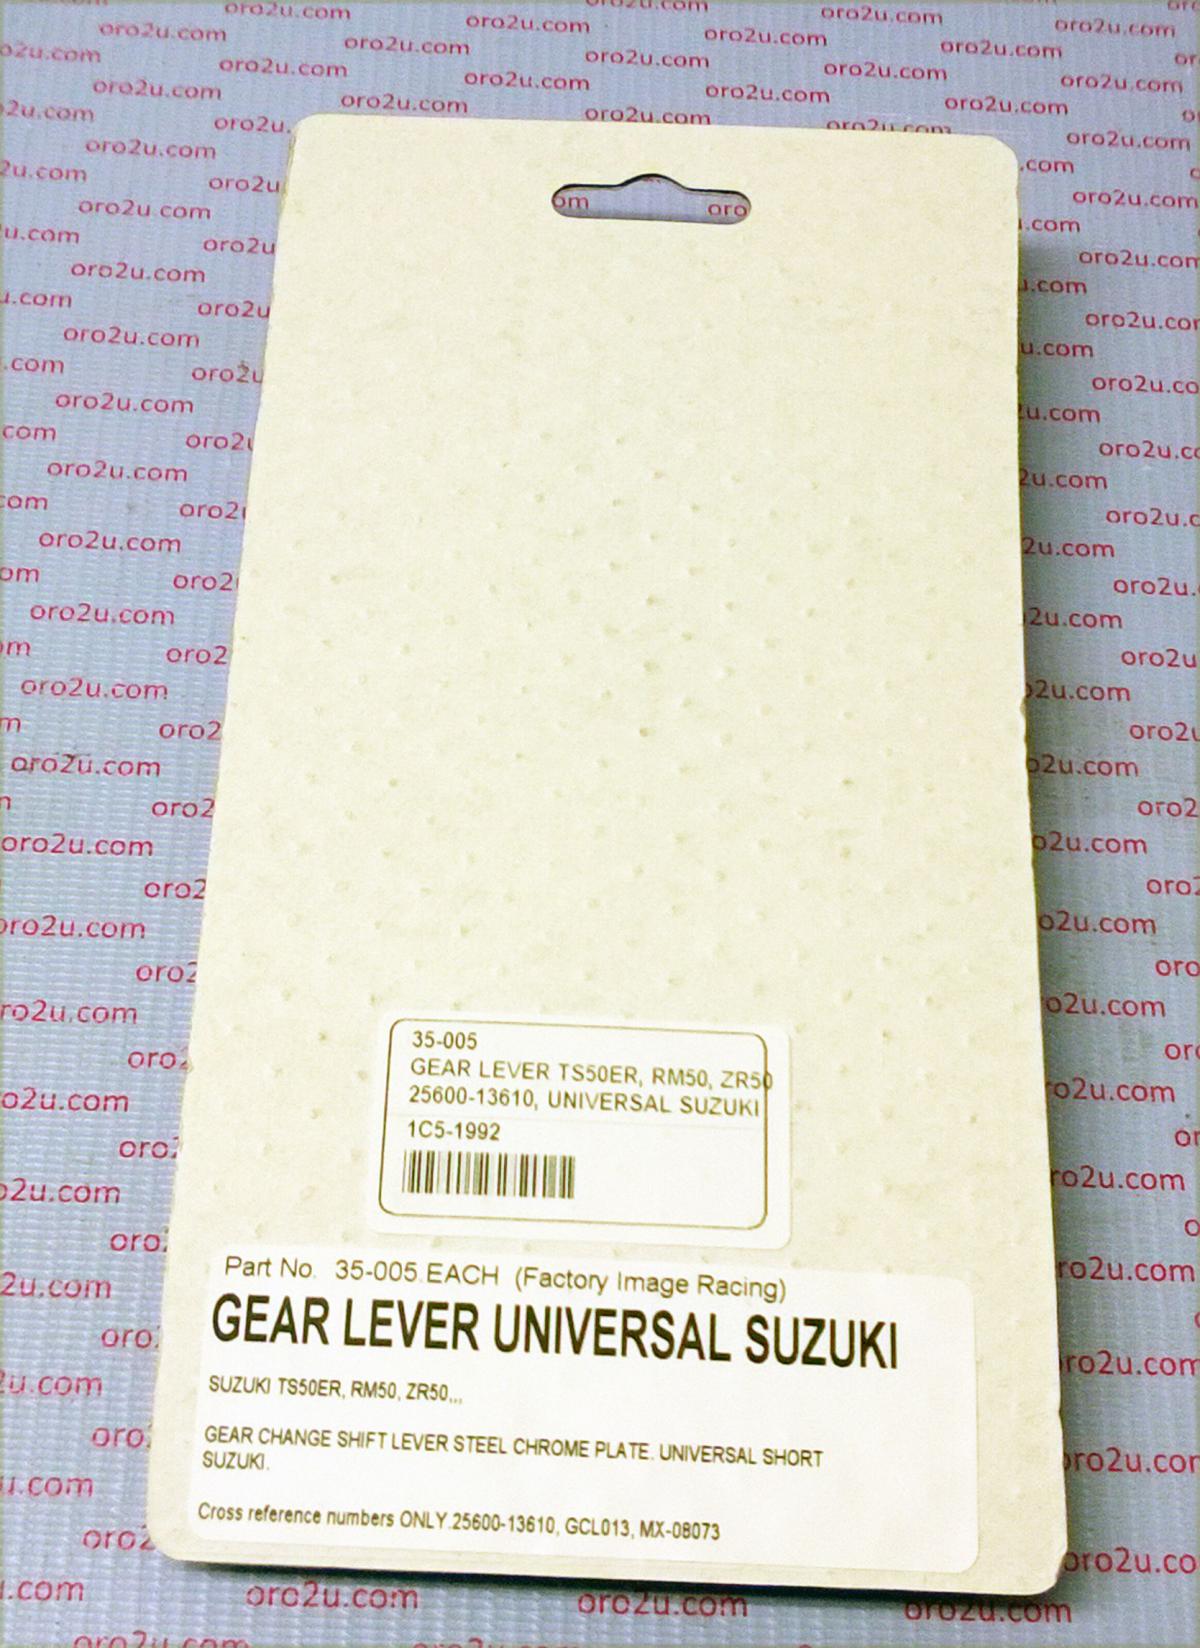 35-005
GEAR LEVER TS50ER, RM50, ZR50
25600-13610, UNIVERSAL SUZUKI
1C5-1992
Part No. 35-005 EACH (Factory Image Racing)
GEAR LEVER UNIVERSAL SUZUKI
SUZUKI TS50ER, RM50, ZR50,,,
GEAR CHANGE SHIFT LEVER STEEL CHROME PLATE. UNIVERSAL SHORT
SUZUKI.
Cross reference numbers ONLY.25600-13610, GCL013, MX-08073
oro2u.com